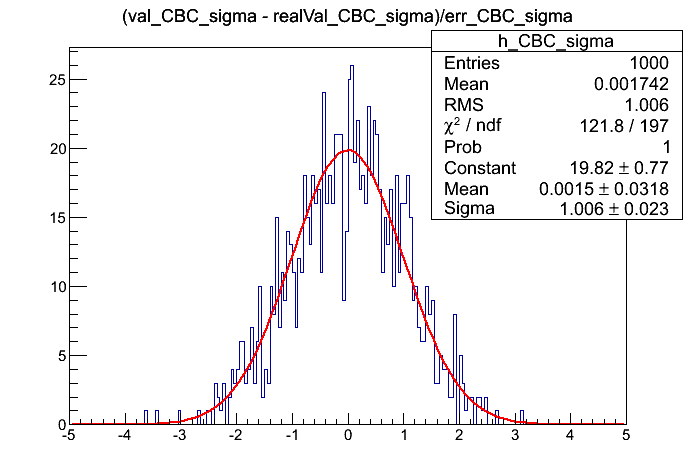 (val_CBC_sigma - realVal_CBC_sigma)/err_CBC_sigma
h_CBC_sigma
Entries 1000
Mean 0.001742
RMS 1.006
χ² / ndf 121.8 / 197
Prob 1
Constant 19.82 ± 0.77
Mean 0.0015 ± 0.0318
Sigma 1.006 ± 0.023
25
20
15
10
5
0
-5 -4 -3 -2 -1 0 1 2 3 4 5